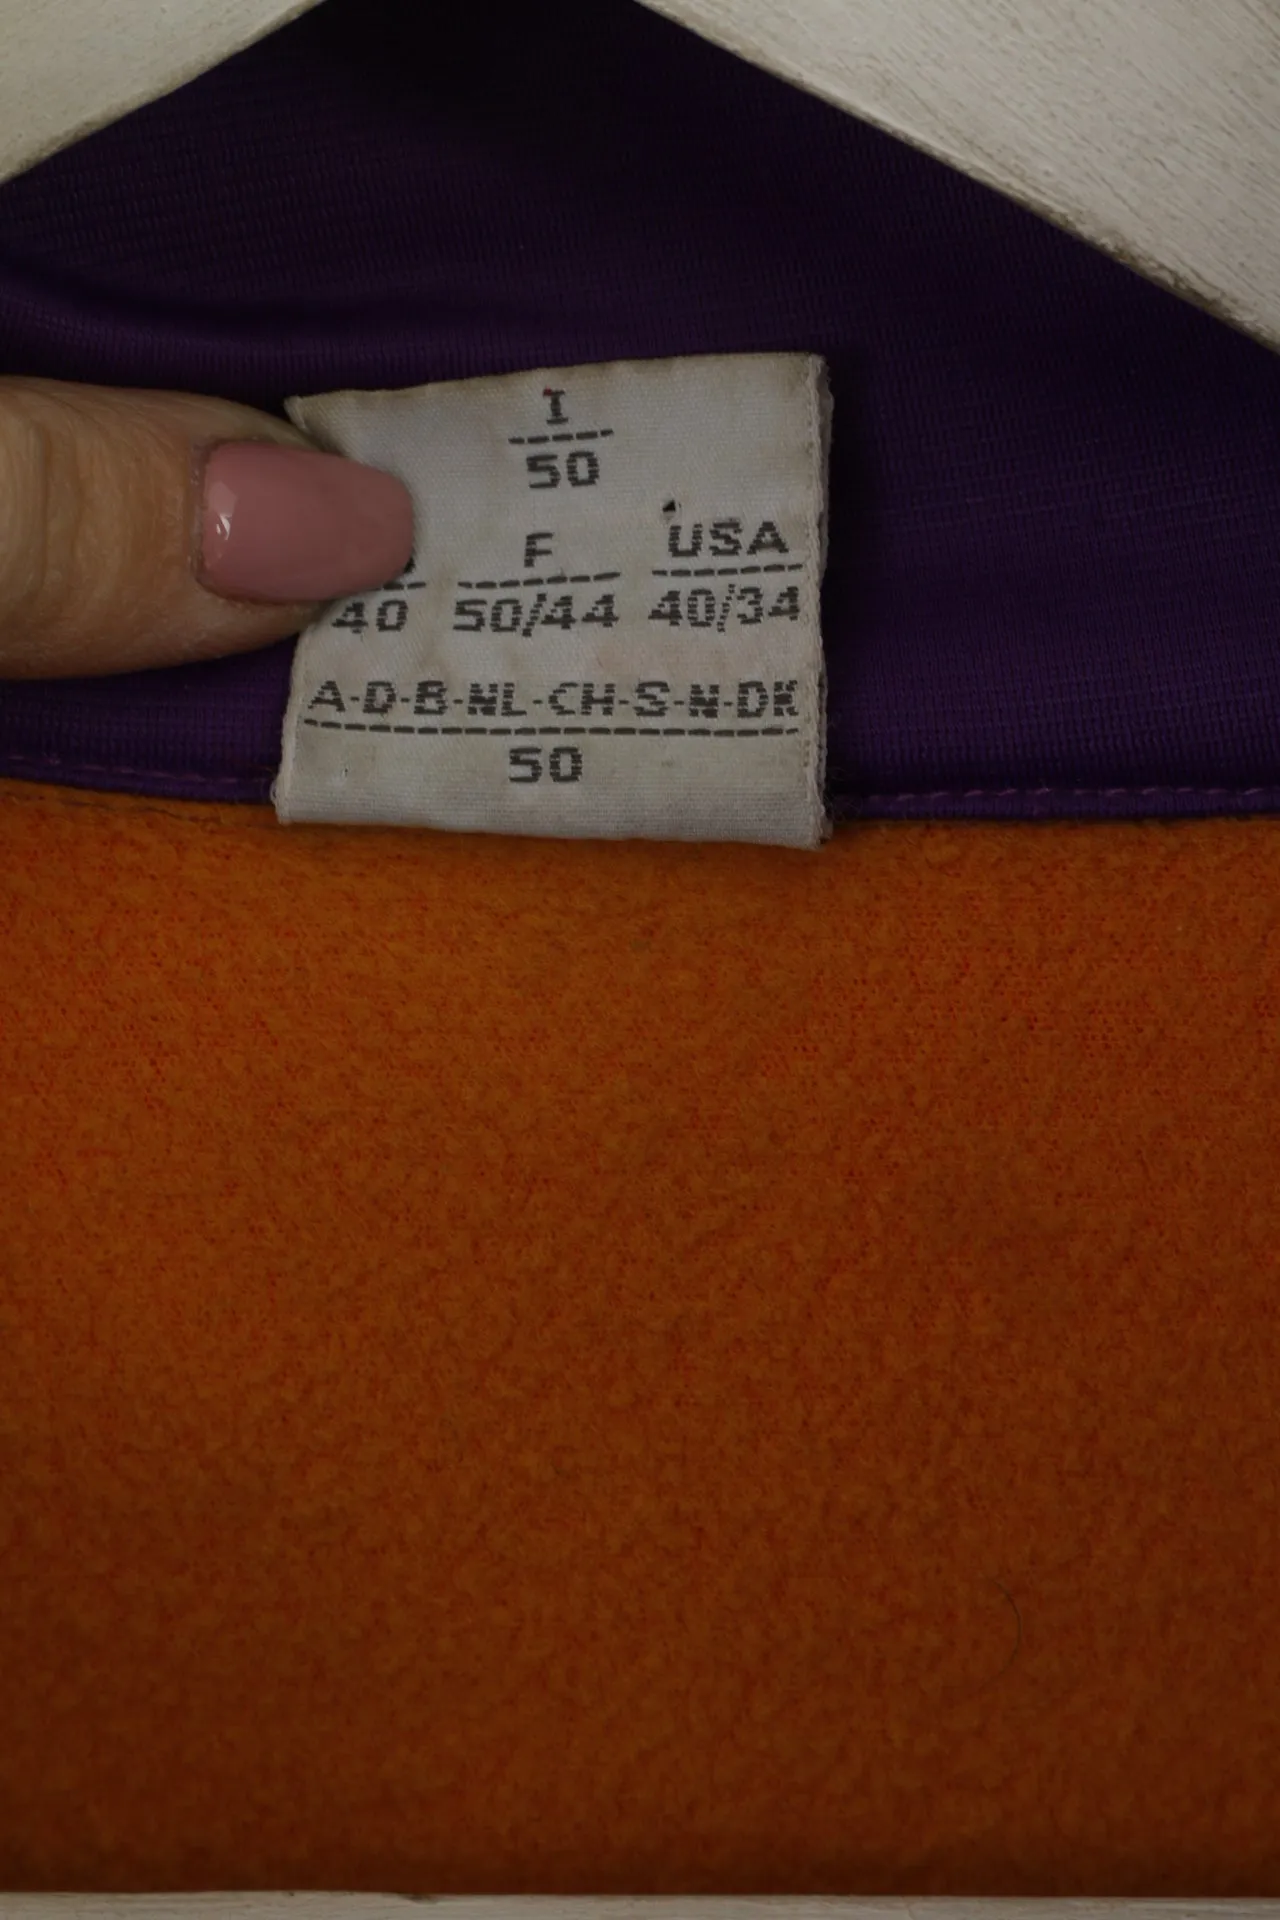 I
50
F USA
40 50/44 40/34
A-D-B-NL-CH-S-N-DK
50